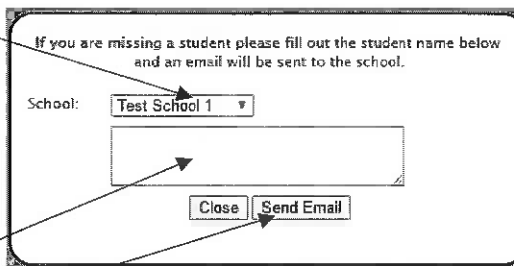 If you are missing a student please fill out the student name below
and an email will be sent to the school.
School: Test School 1
Close Send Email